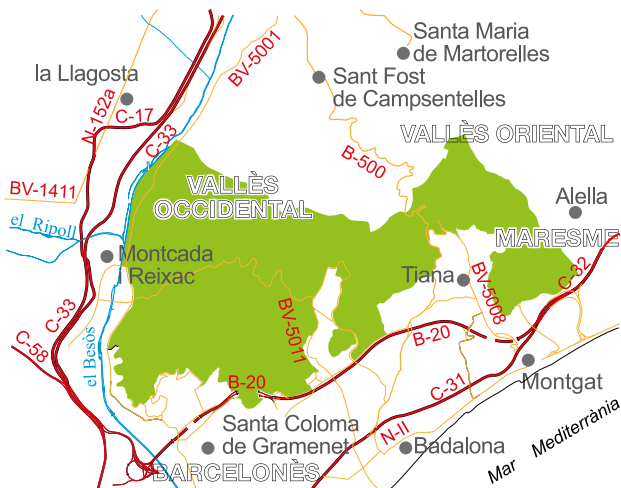 Santa Maria
de Martorelles
BV-5001
la Llagosta
Sant Fost
de Campsentelles
N-152a
C-17
C-33
VALLÈS ORIENTAL
B-500
BV-1411
VALLÈS
OCCIDENTAL
Alella
el Ripoll
MARESME
Montcada
i Reixac
Tiana
BV-5008
C-32
C-33
BV-5011
B-20
C-58
el Besòs
B-20
C-31
Montgat
Santa Coloma
de Gramenet
N-II
Badalona
BARCELONÈS
Mar Mediterrània